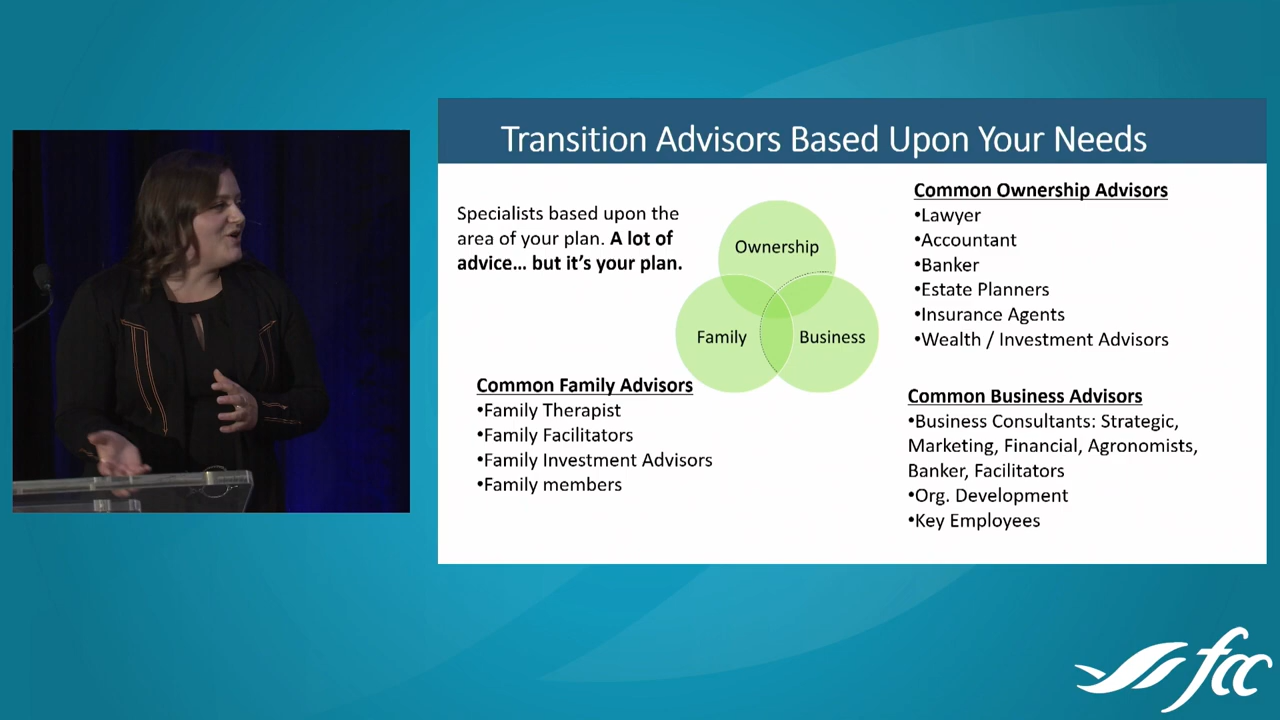 Transition Advisors Based Upon Your Needs
Specialists based upon the
area of your plan. A lot of
advice... but it's your plan.
Ownership
Family
Business
Common Ownership Advisors
•Lawyer
•Accountant
•Banker
•Estate Planners
•Insurance Agents
•Wealth / Investment Advisors
Common Family Advisors
•Family Therapist
•Family Facilitators
•Family Investment Advisors
•Family members
Common Business Advisors
•Business Consultants: Strategic,
Marketing, Financial, Agronomists,
Banker, Facilitators
•Org. Development
•Key Employees
fcc